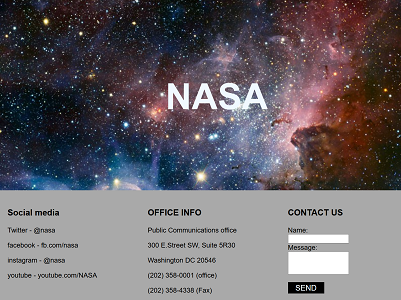 NASA
Social media
Twitter - @nasa
facebook - fb.com/nasa
instagram - @nasa
youtube - youtube.com/NASA
OFFICE INFO
Public Communications office
300 E.Street SW, Suite 5R30
Washington DC 20546
(202) 358-0001 (office)
(202) 358-4338 (Fax)
CONTACT US
Name:
Message:
SEND